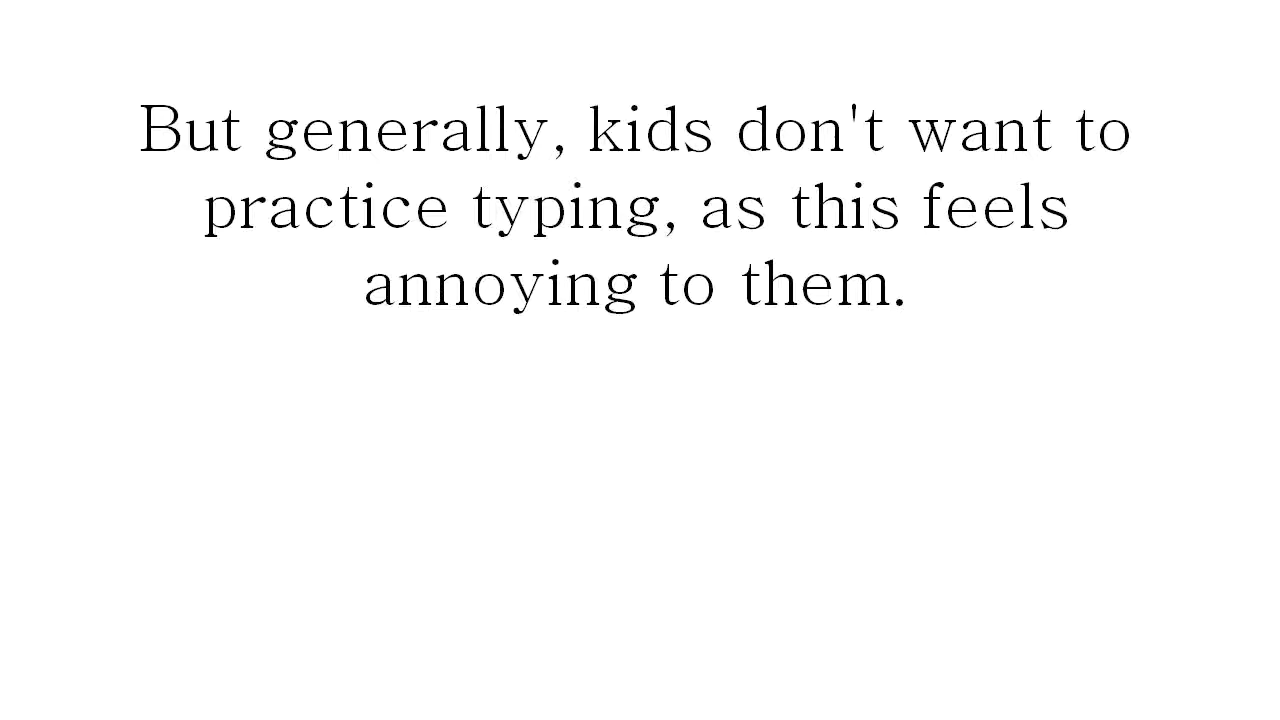 But generally, kids don't want to
practice typing, as this feels
annoying to them.